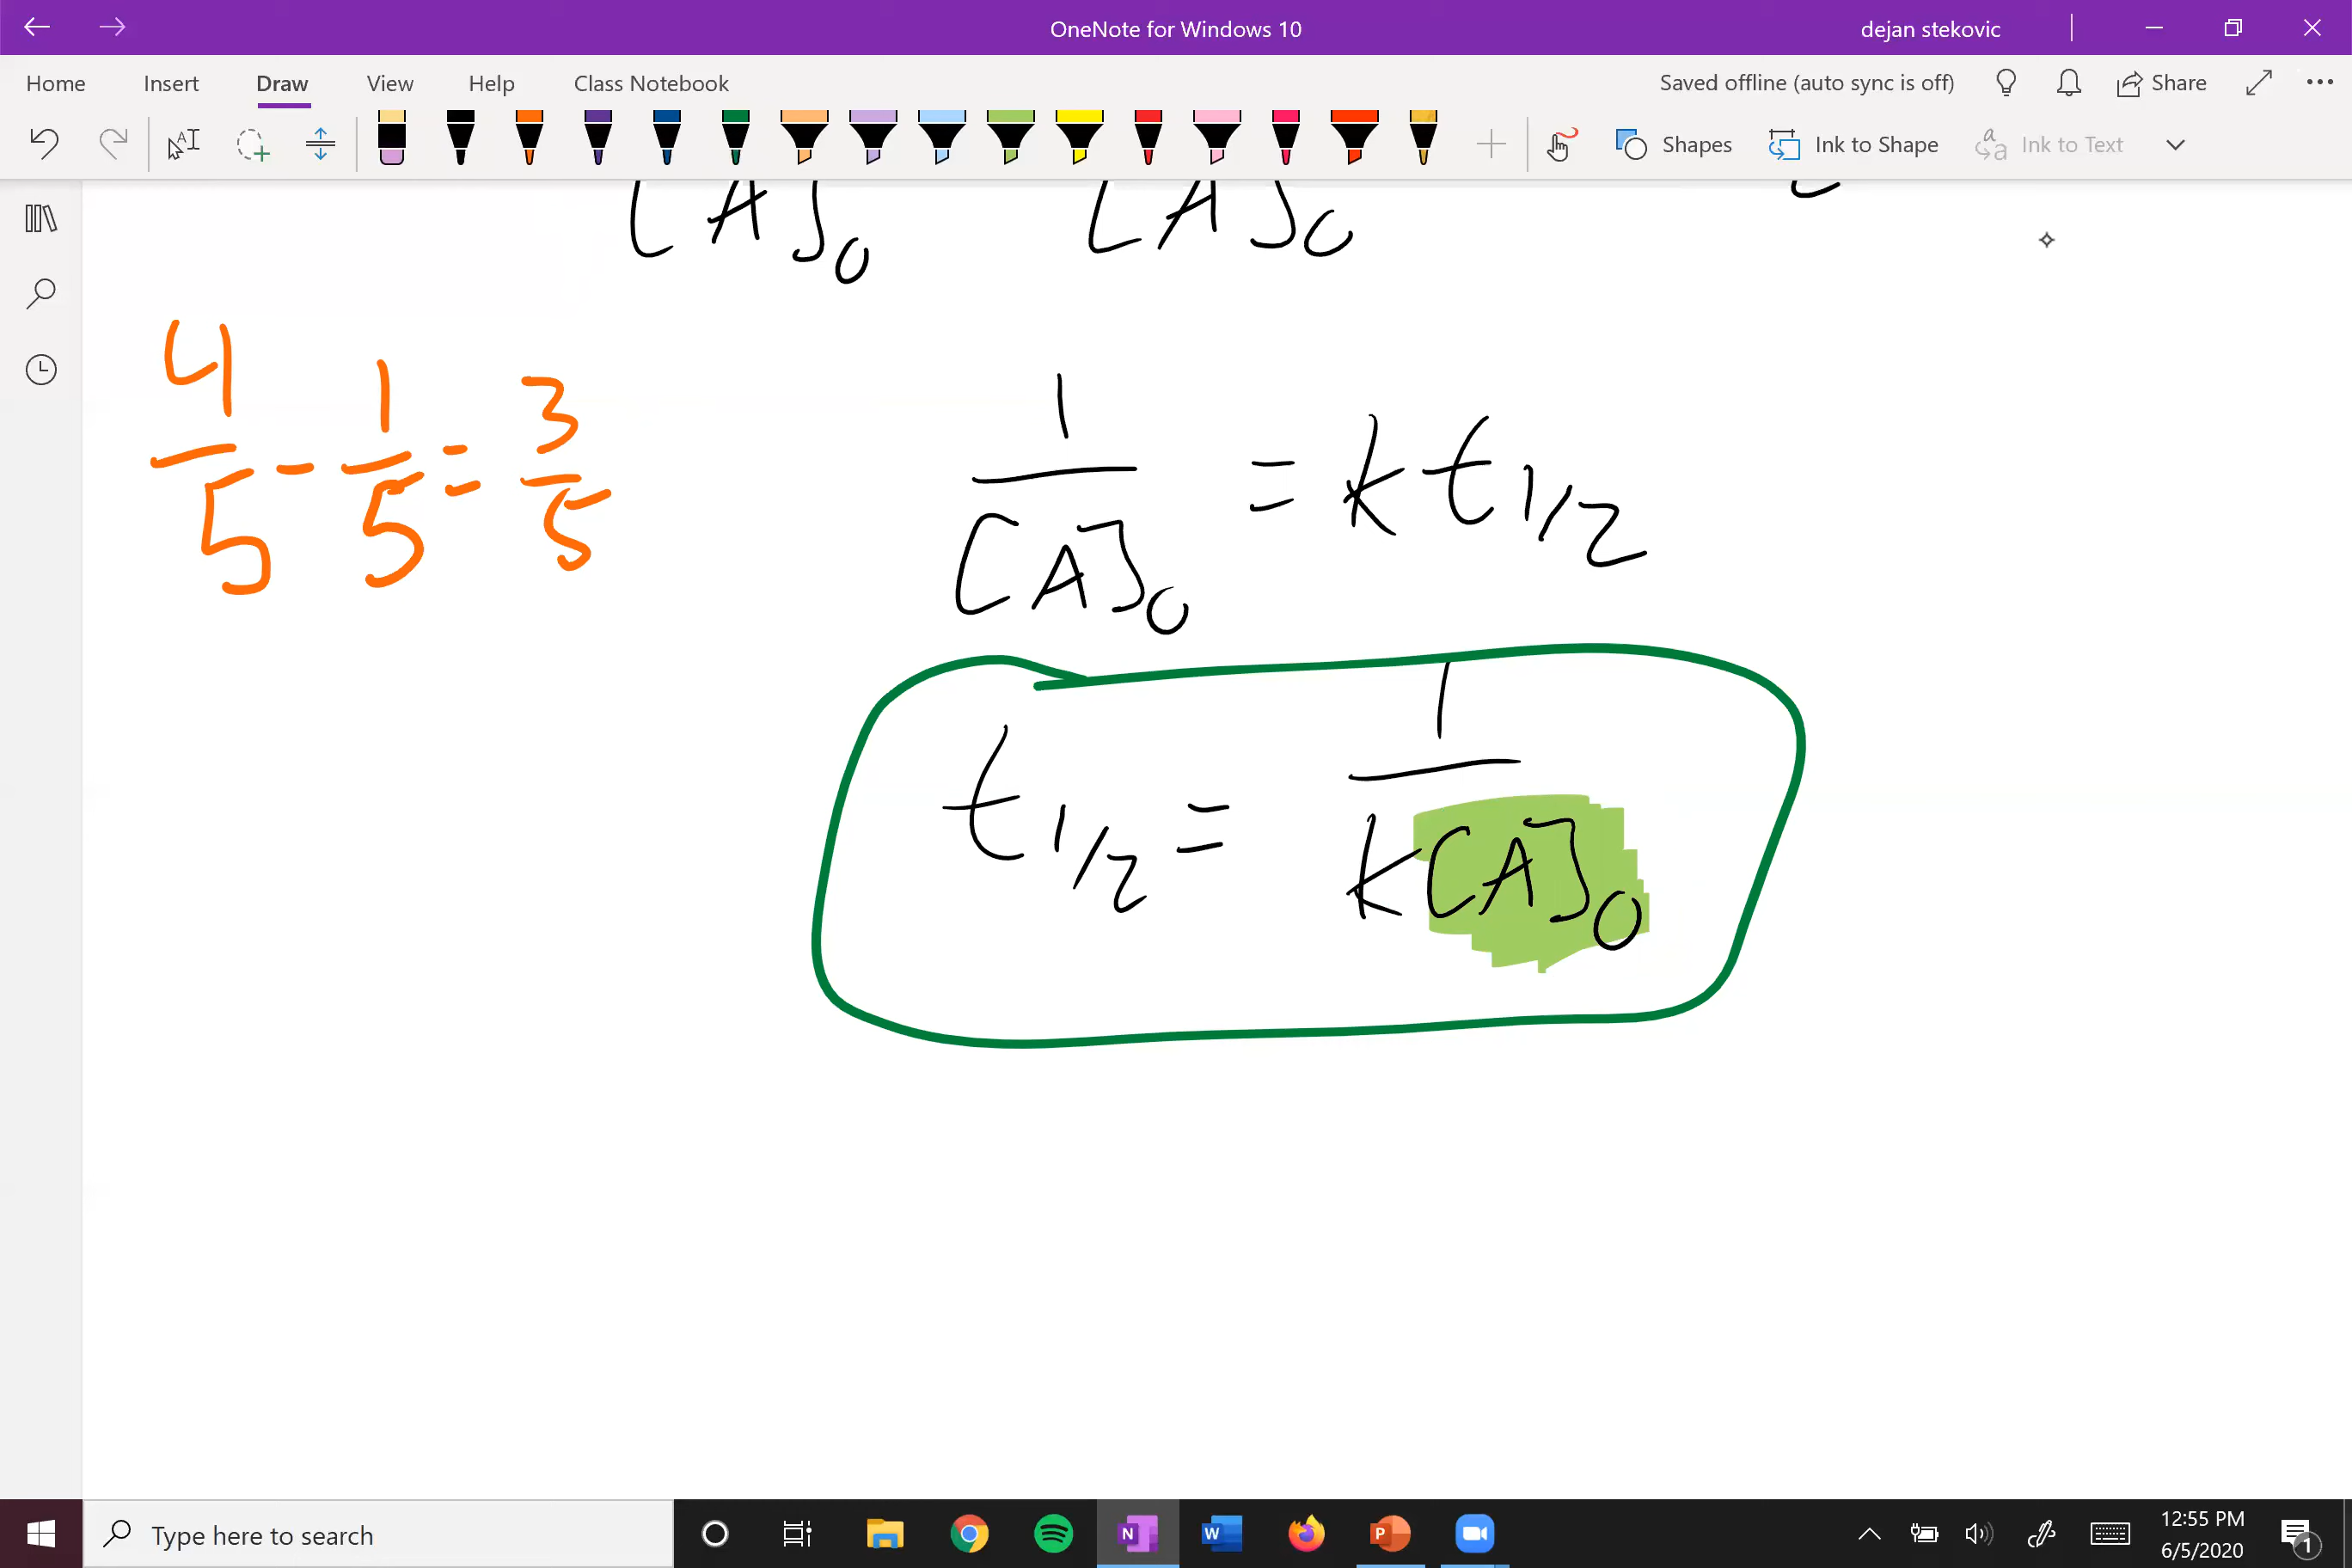 OneNote for Windows 10
dejan stekovic
Home Insert Draw View Help Class Notebook
Saved offline (auto sync is off) Share
Shapes Ink to Shape Ink to Text
[A]0 [A]0
4/5 - 1/5 = 3/5
1/[A]0 = kt1/2
t1/2 = 1/k[A]0
Type here to search
12:55 PM
6/5/2020
1